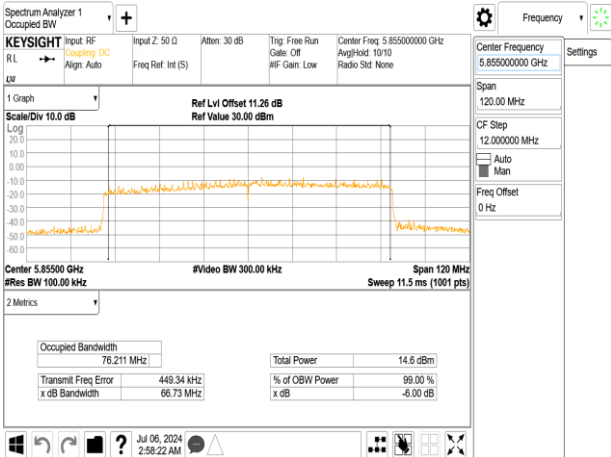 Spectrum Analyzer 1
Occupied BW
+
Frequency
KEYSIGHT
Input: RF
Input Z: 50 Ω
Atten: 30 dB
Trig: Free Run
Center Freq: 5.855000000 GHz
RL
Coupling: DC
Gate: Off
Avg|Hold: 10/10
Align: Auto
Freq Ref: Int (S)
#IF Gain: Low
Radio Std: None
LXI
Center Frequency
5.855000000 GHz
Settings
Span
120.00 MHz
CF Step
12.000000 MHz
Auto
Man
Freq Offset
0 Hz
1 Graph
Ref Lvl Offset 11.26 dB
Scale/Div 10.0 dB
Ref Value 30.00 dBm
Log
20.0
10.0
0.00
-10.0
-20.0
-30.0
-40.0
-50.0
-60.0
Center 5.85500 GHz
#Video BW 300.00 kHz
Span 120 MHz
#Res BW 100.00 kHz
Sweep 11.5 ms (1001 pts)
2 Metrics
Occupied Bandwidth
76.211 MHz
Total Power
14.6 dBm
Transmit Freq Error
449.34 kHz
% of OBW Power
99.00 %
x dB Bandwidth
66.73 MHz
x dB
-6.00 dB
?
Jul 06, 2024
2:58:22 AM